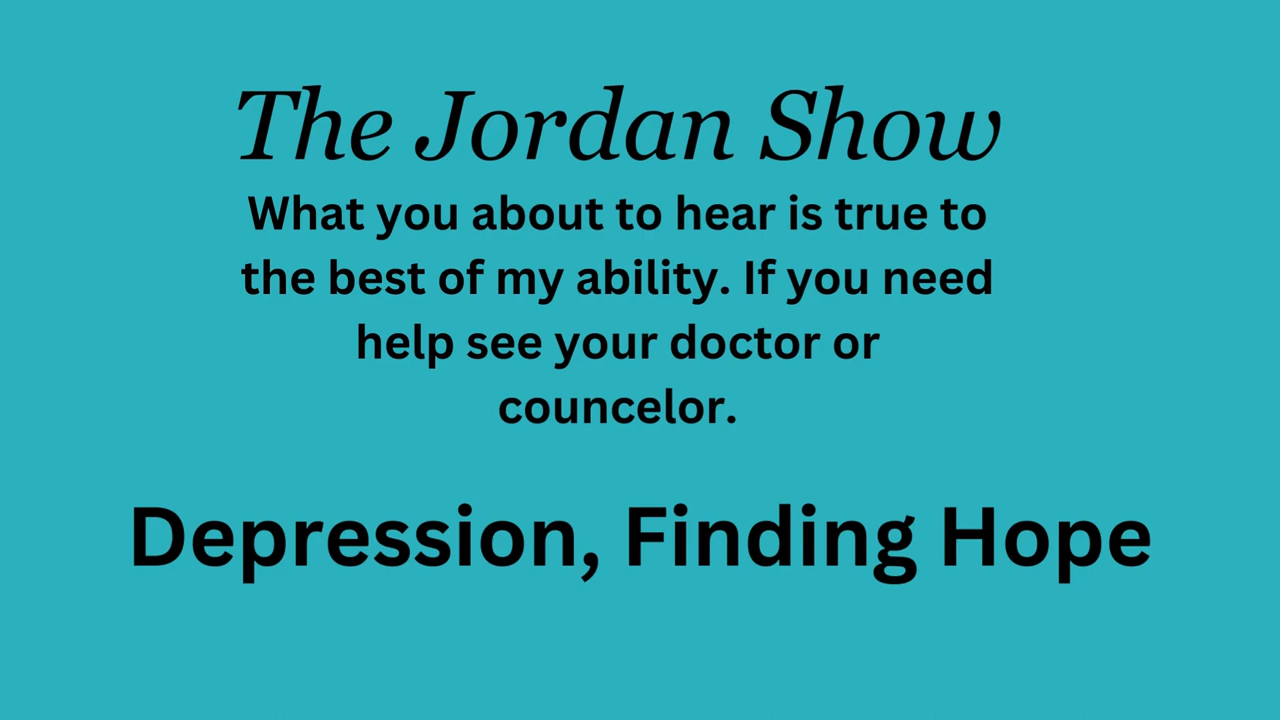 The Jordan Show
What you about to hear is true to
the best of my ability. If you need
help see your doctor or
councelor.
Depression, Finding Hope